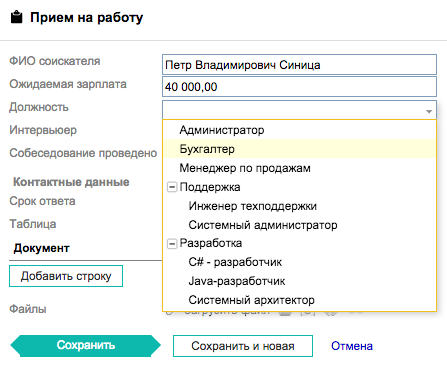 Прием на работу
ФИО соискателя Петр Владимирович Синица
Ожидаемая зарплата 40 000,00
Должность
Интервьюер Администратор
Бухгалтер
Собеседование проведено Менеджер по продажам
Контактные данные Поддержка
Срок ответа Инженер техподдержки
Таблица Системный администратор
Документ Разработка
C# - разработчик
Добавить строку Java-разработчик
Системный архитектор
Файлы Загрузить файл
Сохранить Сохранить и новая Отмена